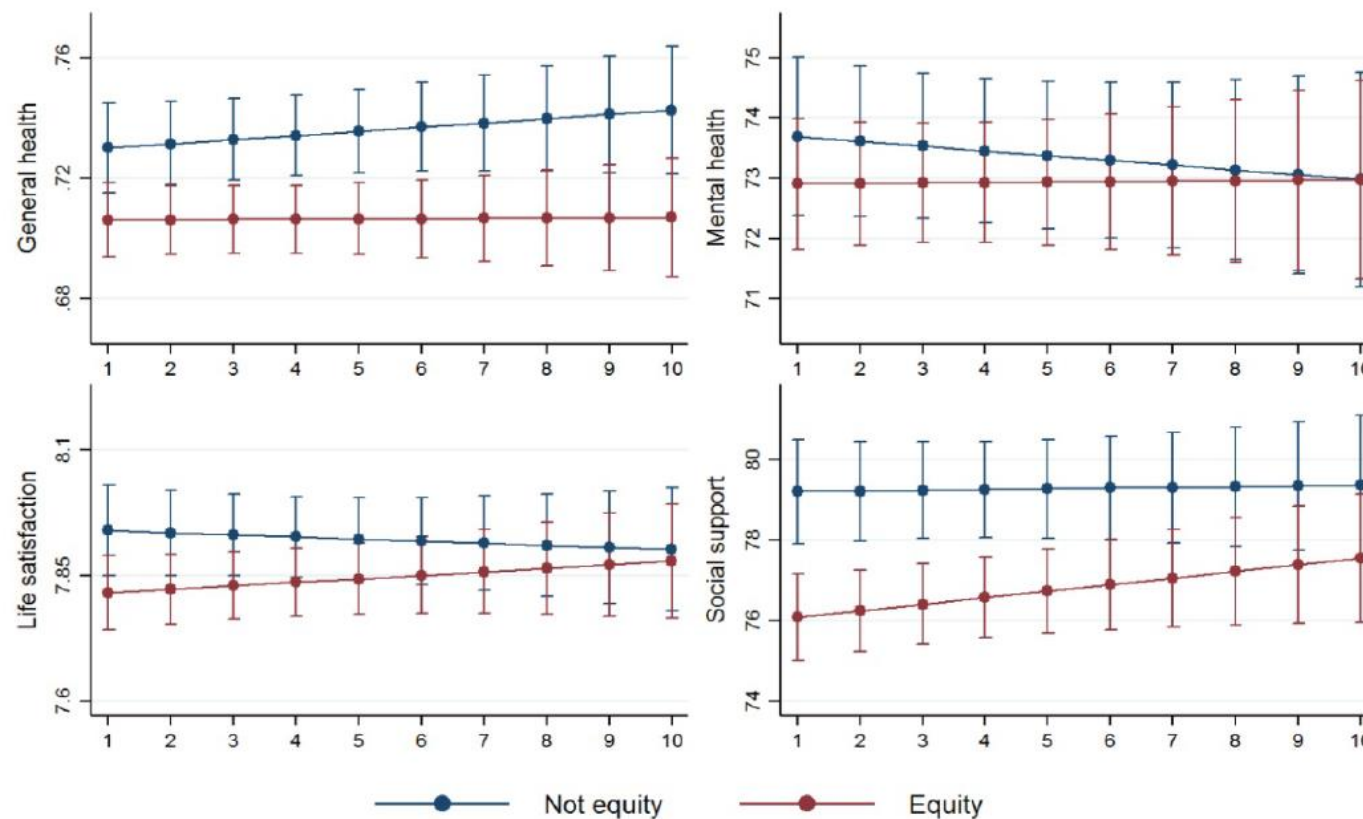 General health
.76
.72
.68
1 2 3 4 5 6 7 8 9 10
Mental health
75
74
73
72
71
1 2 3 4 5 6 7 8 9 10
Life satisfaction
8.1
7.85
7.6
1 2 3 4 5 6 7 8 9 10
Social support
80
78
76
74
1 2 3 4 5 6 7 8 9 10
Not equity Equity